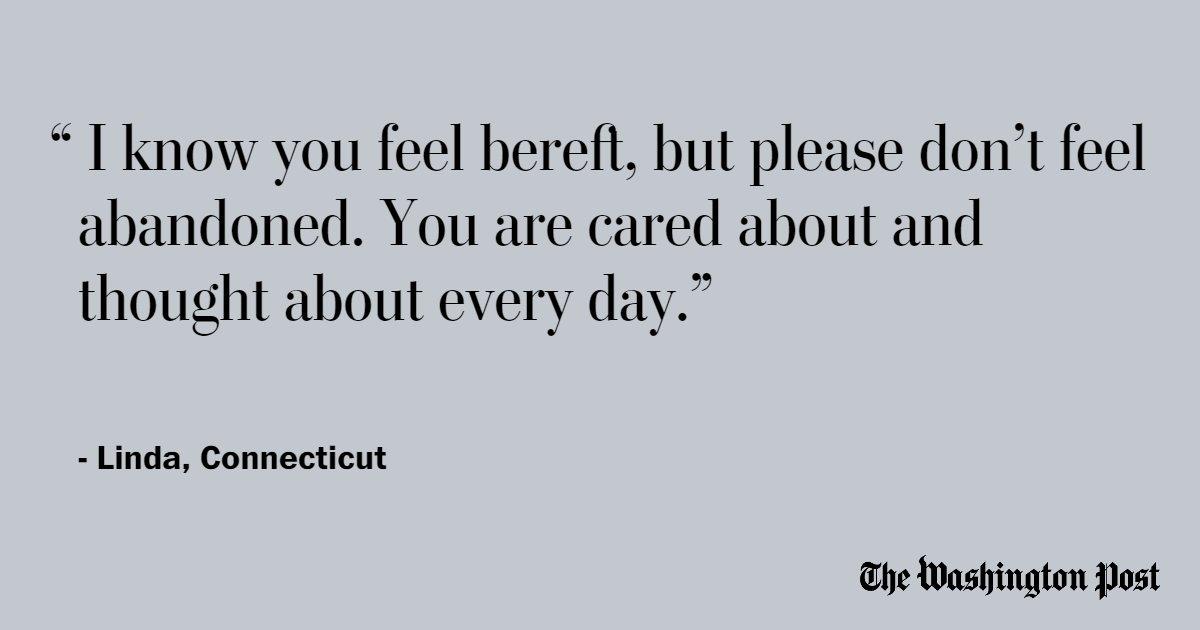 “ I know you feel bereft, but please don’t feel
abandoned. You are cared about and
thought about every day.”
- Linda, Connecticut
The Washington Post